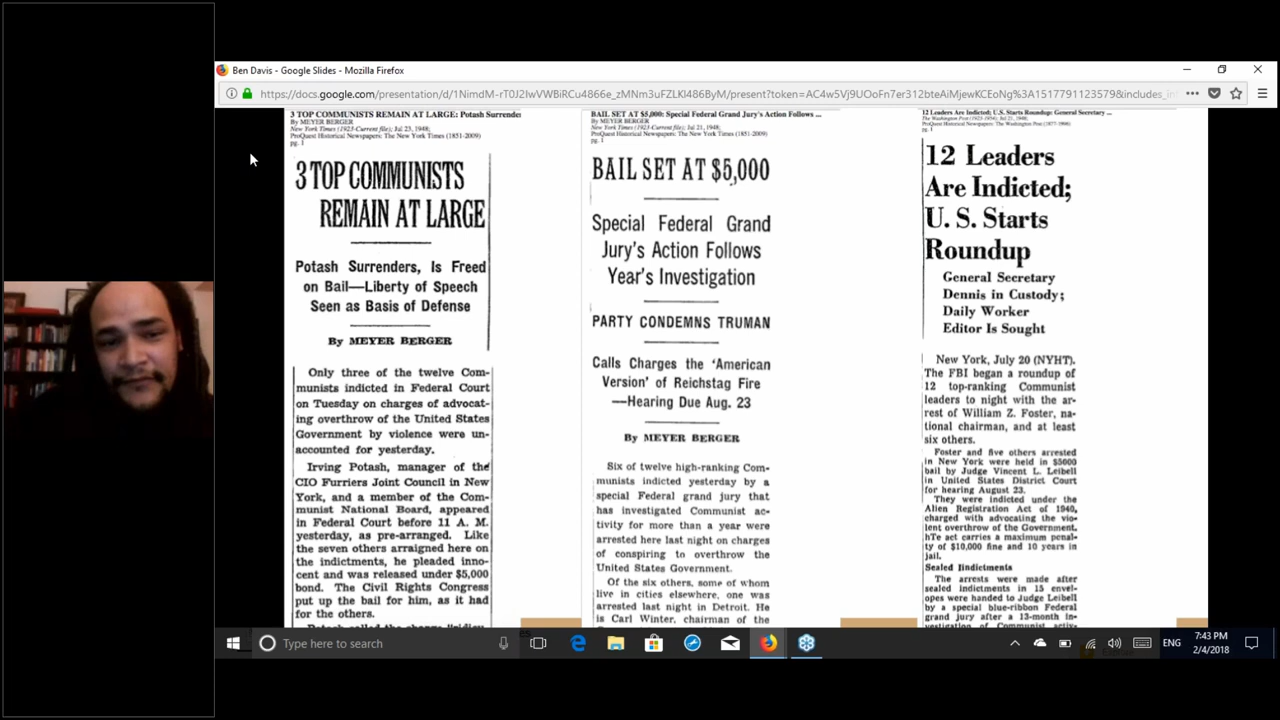 Ben Davis - Google Slides - Mozilla Firefox
3 TOP COMMUNISTS REMAIN AT LARGE: Potash Surrende
By MEYER BERGER
New York Times (1923-Current file); Jul 23, 1948;
ProQuest Historical Newspapers: The New York Times (1851-2009)
pg. 1
3 TOP COMMUNISTS
REMAIN AT LARGE
Potash Surrenders, Is Freed
on Bail—Liberty of Speech
Seen as Basis of Defense
By MEYER BERGER
Only three of the twelve Com-
munists indicted in Federal Court
on Tuesday on charges of advocat-
ing overthrow of the United States
Government by violence were un-
accounted for yesterday.
Irving Potash, manager of the
CIO Furriers Joint Council in New
York, and a member of the Com-
munist National Board, appeared
in Federal Court before 11 A. M.
yesterday, as pre-arranged. Like
the seven others arraigned here on
the indictments, he pleaded inno-
cent and was released under $5,000
bond. The Civil Rights Congress
put up the bail for him, as it had
for the others.
BAIL SET AT $5,000: Special Federal Grand Jury's Action Follows ...
By MEYER BERGER
New York Times (1923-Current file); Jul 21, 1948;
ProQuest Historical Newspapers: The New York Times (1851-2009)
pg. 1
BAIL SET AT $5,000
Special Federal Grand
Jury's Action Follows
Year's Investigation
PARTY CONDEMNS TRUMAN
Calls Charges the 'American
Version' of Reichstag Fire
—Hearing Due Aug. 23
By MEYER BERGER
Six of twelve high-ranking Com-
munists indicted yesterday by a
special Federal grand jury that
has investigated Communist ac-
tivity for more than a year were
arrested here last night on charges
of conspiring to overthrow the
United States Government.
Of the six others, some of whom
live in cities elsewhere, one was
arrested last night in Detroit. He
is Carl Winter, chairman of the
12 Leaders Are Indicted; U.S. Starts Roundup: General Secretary ...
The Washington Post (1923-1954); Jul 21, 1948;
ProQuest Historical Newspapers: The Washington Post (1877-1998)
pg. 1
12 Leaders
Are Indicted;
U. S. Starts
Roundup
General Secretary
Dennis in Custody;
Daily Worker
Editor Is Sought
New York, July 20 (NYHT).
The FBI began a roundup of
12 top-ranking Communist
leaders to night with the ar-
rest of William Z. Foster, na-
tional chairman, and at least
six others.
Foster and five others arrested
in New York were held in $5000
bail by Judge Vincent L. Leibell
in United States District Court
for hearing August 23.
They were indicted under the
Alien Registration Act of 1940,
charged with advocating the vio-
lent overthrow of the Government.
hTe act carries a maximum penal-
ty of $10,000 fine and 10 years in
jail.
Sealed Indictments
The arrests were made after
sealed indictments in 15 envel-
opes were handed to Judge Leibell
by a special blue-ribbon Federal
grand jury after a 13-month in-
Type here to search
ENG
7:43 PM
2/4/2018